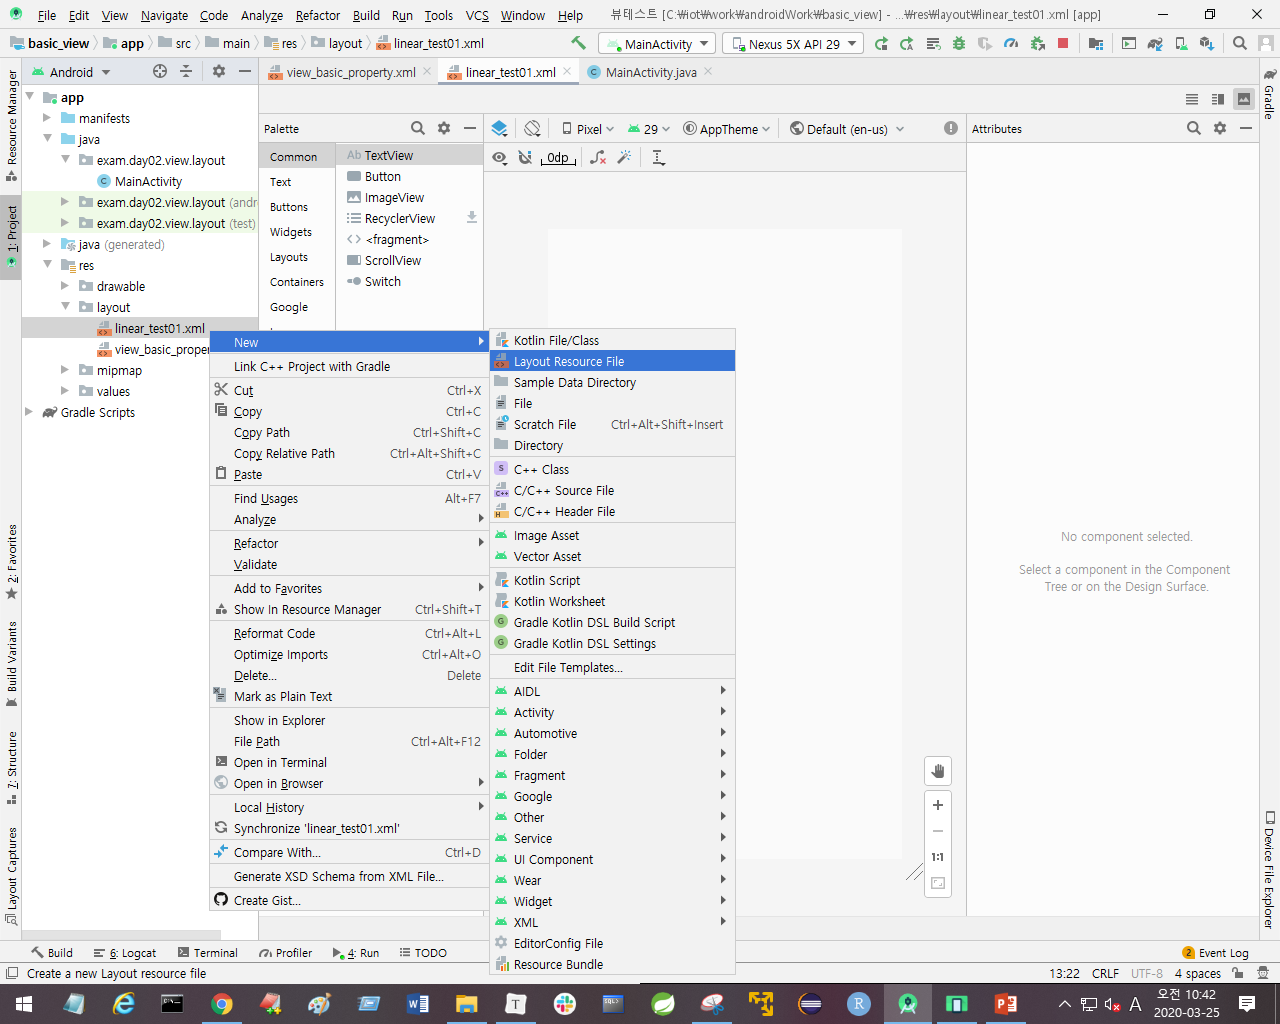 File Edit View Navigate Code Analyze Refactor Build Run Tools VCS Window Help 뷰테스트 [C:₩iot₩work₩androidWork₩basic_view] - ...₩res₩layout₩linear_test01.xml [app]
basic_view app src main res layout linear_test01.xml MainActivity Nexus 5X API 29
Android view_basic_property.xml linear_test01.xml MainActivity.java
Resource Manager
1: Project
2: Favorites
Build Variants
7: Structure
Layout Captures
app
manifests
java
exam.day02.view.layout
MainActivity
exam.day02.view.layout (andr
exam.day02.view.layout (test)
java (generated)
res
drawable
layout
linear_test01.xml
view_basic_proper
mipmap
values
Gradle Scripts
Palette
Common
Text
Buttons
Widgets
Layouts
Containers
Google
Ab TextView
Button
ImageView
RecyclerView
<> <fragment>
ScrollView
Switch
Pixel 29 AppTheme Default (en-us)
0dp
New
Link C++ Project with Gradle
Cut Ctrl+X
Copy Ctrl+C
Copy Path Ctrl+Shift+C
Copy Relative Path Ctrl+Alt+Shift+C
Paste Ctrl+V
Find Usages Alt+F7
Analyze
Refactor
Validate
Add to Favorites
Show In Resource Manager Ctrl+Shift+T
Reformat Code Ctrl+Alt+L
Optimize Imports Ctrl+Alt+O
Delete... Delete
Mark as Plain Text
Show in Explorer
File Path Ctrl+Alt+F12
Open in Terminal
Open in Browser
Local History
Synchronize 'linear_test01.xml'
Compare With... Ctrl+D
Generate XSD Schema from XML File...
Create Gist...
Kotlin File/Class
Layout Resource File
Sample Data Directory
File
Scratch File Ctrl+Alt+Shift+Insert
Directory
S C++ Class
C++ C/C++ Source File
H C/C++ Header File
Image Asset
Vector Asset
Kotlin Script
Kotlin Worksheet
G Gradle Kotlin DSL Build Script
G Gradle Kotlin DSL Settings
Edit File Templates...
AIDL
Activity
Automotive
Folder
Fragment
Google
Other
Service
UI Component
Wear
Widget
XML
EditorConfig File
Resource Bundle
1:1
Attributes
No component selected.
Select a component in the Component
Tree or on the Design Surface.
Gradle
Device File Explorer
Build 6: Logcat Terminal Profiler 4: Run TODO 2 Event Log
Create a new Layout resource file 13:22 CRLF UTF-8 4 spaces
A 오전 10:42
2020-03-25